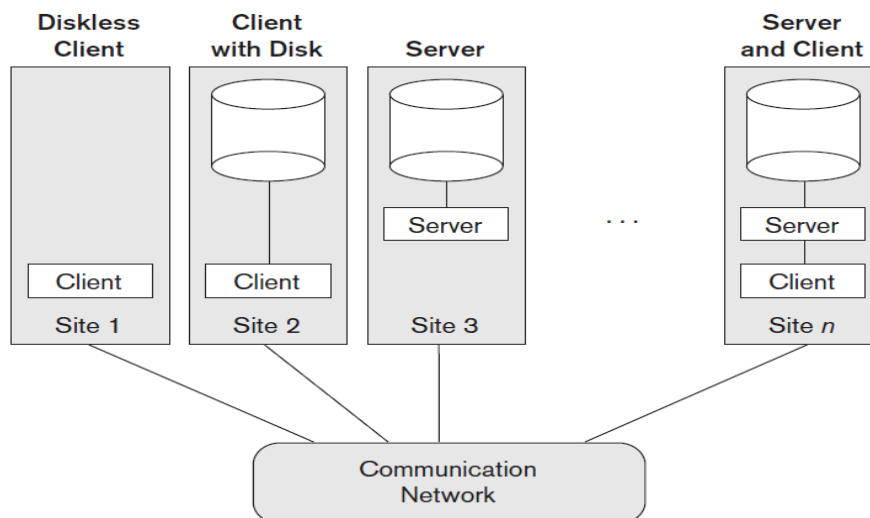 Diskless
Client
Client
with Disk
Server
Server
and Client
Client
Site 1
Client
Site 2
Server
Site 3
. . .
Server
Client
Site n
Communication
Network